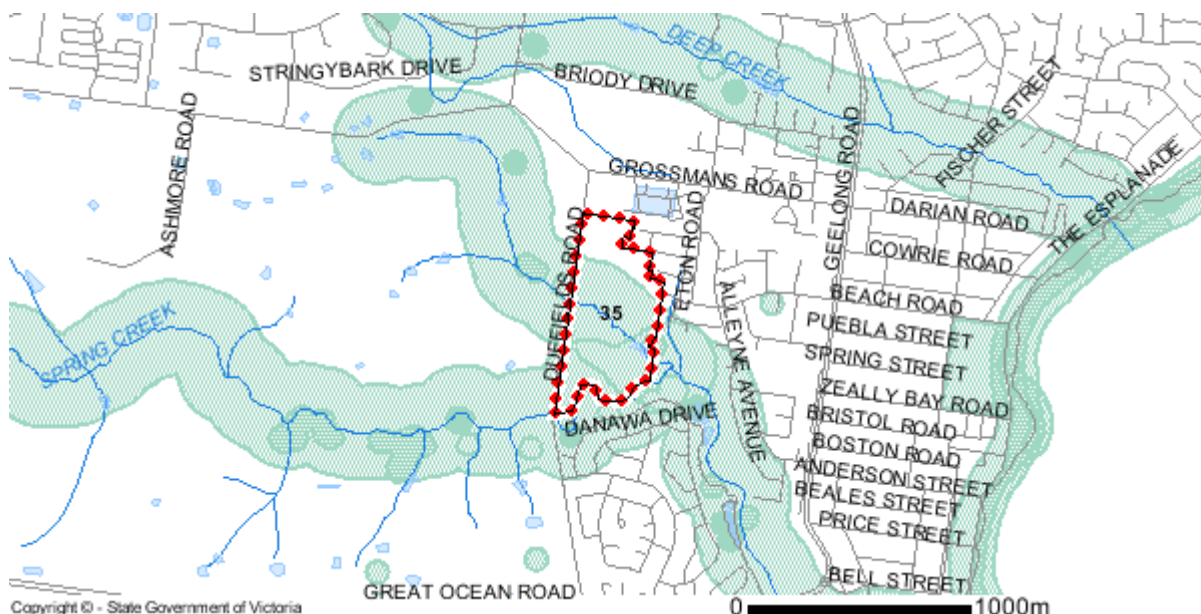 DEEP CREEK
STRINGYBARK DRIVE
BRIODY DRIVE
FISCHER STREET
ASHMORE ROAD
GEELONG ROAD
GROSSMANS ROAD
THE ESPLANADE
DARIAN ROAD
DUFFIELDS ROAD
ETON ROAD
COWRIE ROAD
ALLEYNE AVENUE
BEACH ROAD
35
PUEBLA STREET
SPRING CREEK
SPRING STREET
ZEALLY BAY ROAD
DANAWA DRIVE
BRISTOL ROAD
BOSTON ROAD
ANDERSON STREET
BEALES STREET
PRICE STREET
BELL STREET
GREAT OCEAN ROAD
Copyright © - State Government of Victoria
0 1000m